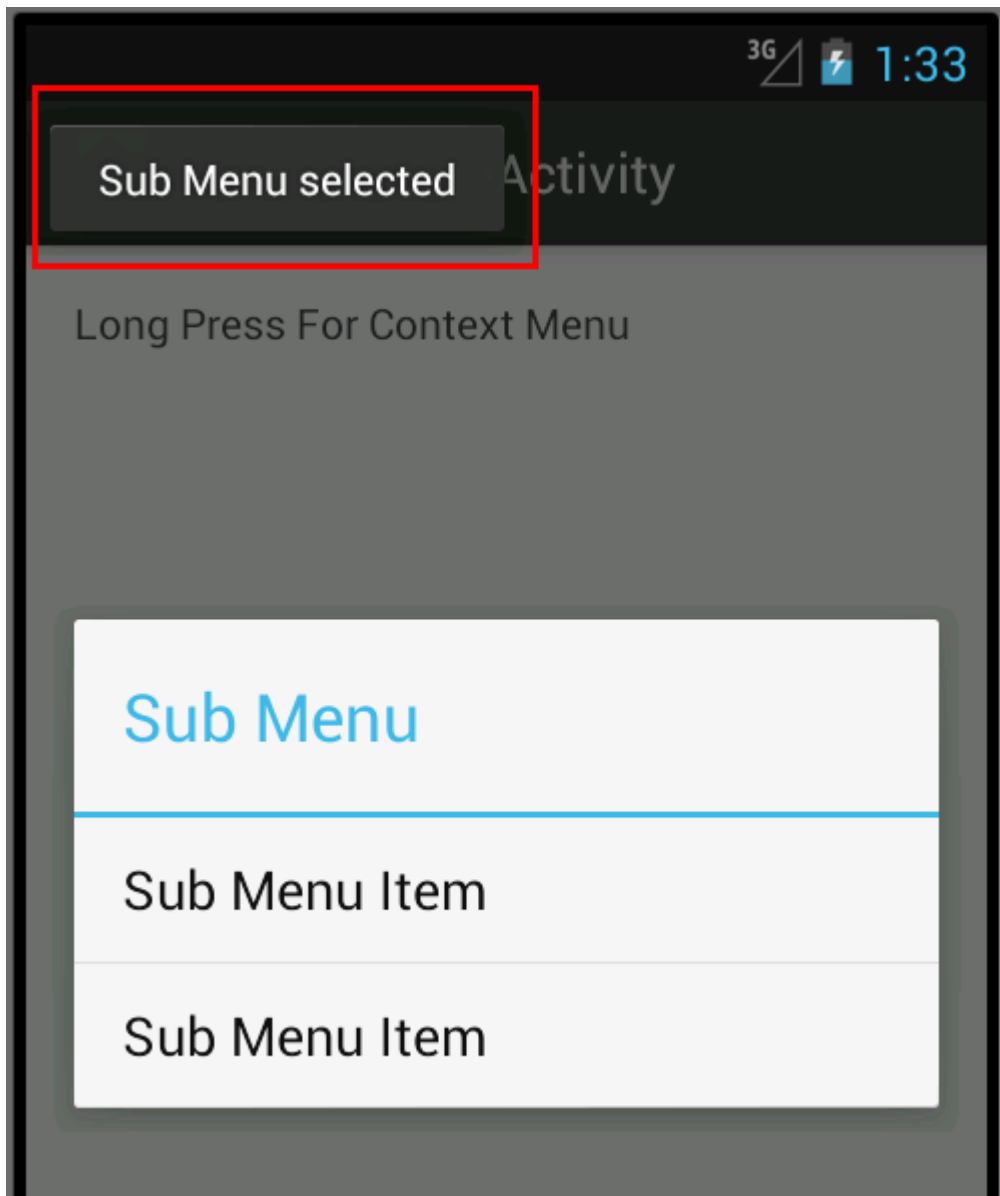 3G 1:33
Sub Menu selected Activity
Long Press For Context Menu
Sub Menu
Sub Menu Item
Sub Menu Item